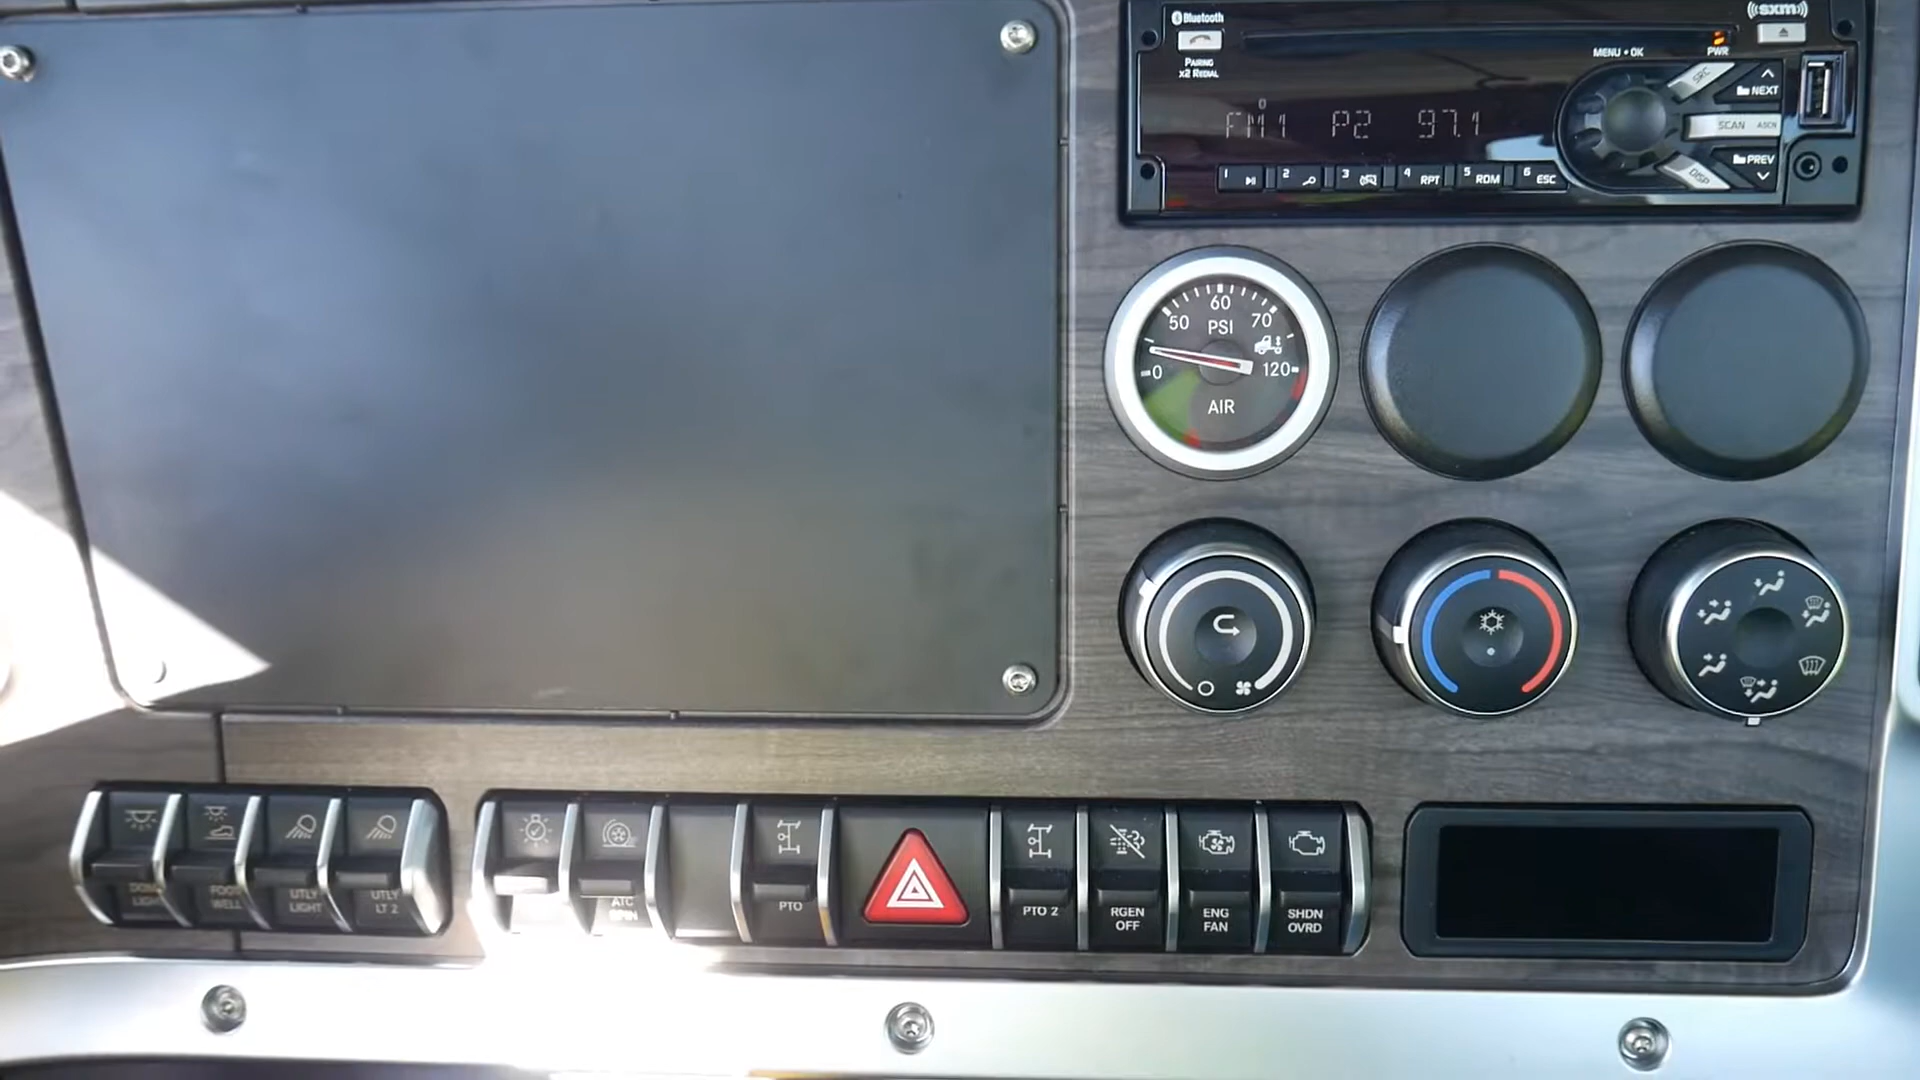 Bluetooth
((sxm))
PAIRING
x2 REDIAL
MENU • OK
PWR
SRC
NEXT
SCAN ASCN
PREV
DISP
FM1 P2 97.1
1 2 3 4 RPT 5 RDM 6 ESC
50 60 70
PSI
0 120
AIR
DOME
LIGHT
FOOT
WELL
UTLY
LIGHT
UTLY
LT 2
ATC
SPIN
PTO
PTO 2
RGEN
OFF
ENG
FAN
SHDN
OVRD